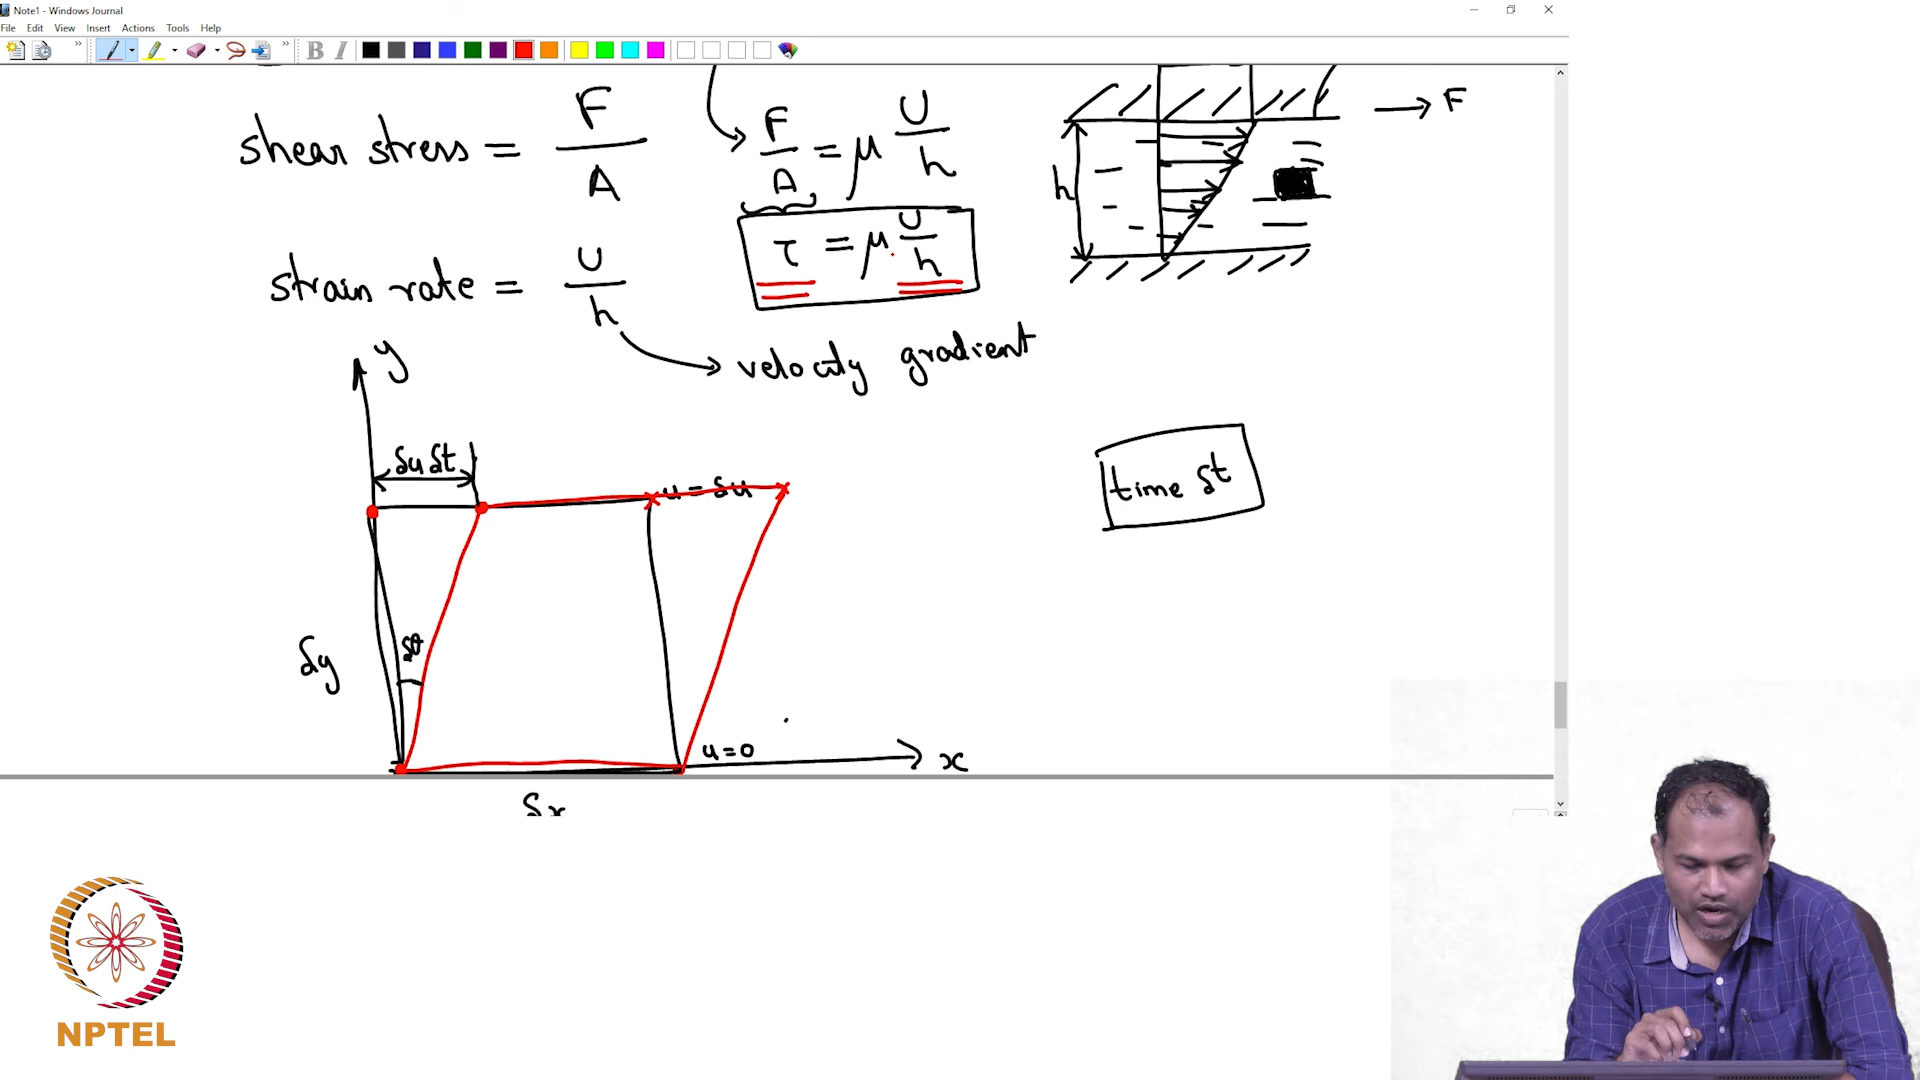 Note1 - Windows Journal
File Edit View Insert Actions Tools Help
B I
shear stress = F / A
F / A = μ U / h
τ = μ U / h
→ F
h
strain rate = U / h
→ velocity gradient
y
δu δt
u = δu
time δt
δθ
δy
u = 0
x
δx
NPTEL